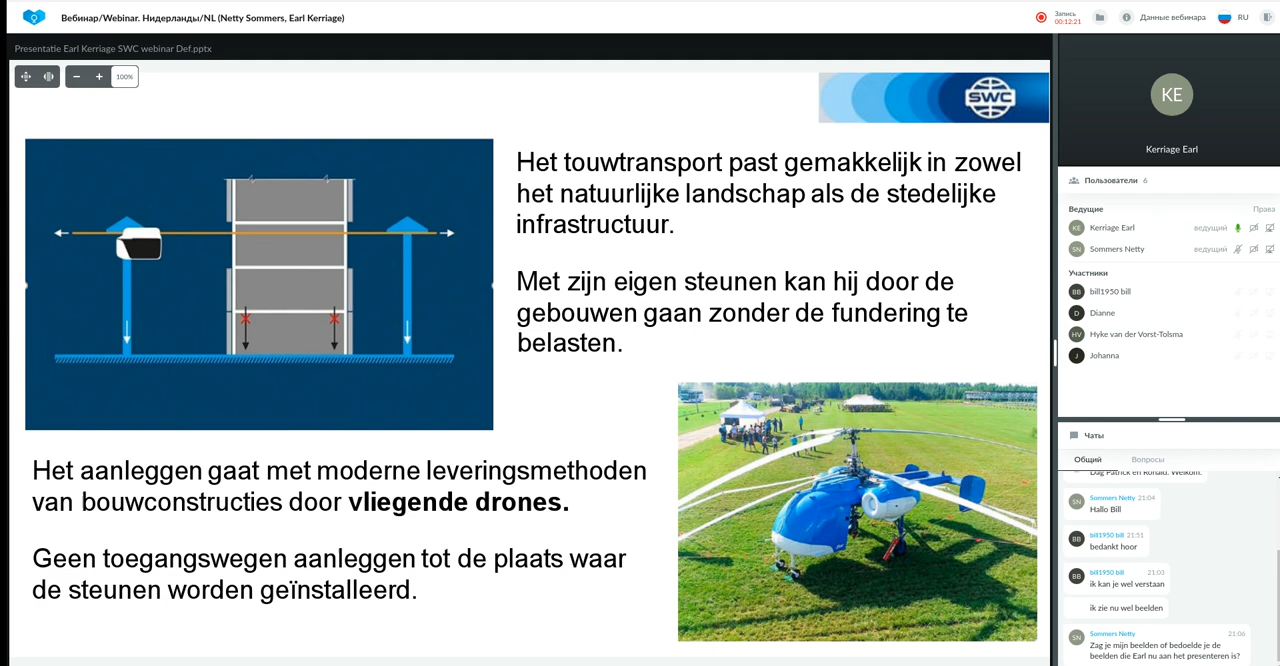 Вебинар/Webinar. Нидерланды/NL (Netty Sommers, Earl Kerriage)
Запись
00:12:21
Данные вебинара
RU
Presentatie Earl Kerriage SWC webinar Def.pptx
100%
SWC
Het touwtransport past gemakkelijk in zowel
het natuurlijke landschap als de stedelijke
infrastructuur.
Met zijn eigen steunen kan hij door de
gebouwen gaan zonder de fundering te
belasten.
Het aanleggen gaat met moderne leveringsmethoden
van bouwconstructies door vliegende drones.
Geen toegangswegen aanleggen tot de plaats waar
de steunen worden geïnstalleerd.
KE
Kerriage Earl
Пользователи 6
Ведущие Права
KE Kerriage Earl ведущий
SN Sommers Netty ведущий
Участники
BB bill1950 bill
D Dianne
HV Hyke van der Vorst-Tolsma
J Johanna
Чаты
Общий Вопросы
Dag Patrick en Ronald. Welkom.
SN Sommers Netty 21:04
Hallo Bill
BB bill1950 bill 21:51
bedankt hoor
BB bill1950 bill 21:03
ik kan je wel verstaan
ik zie nu wel beelden
SN Sommers Netty 21:06
Zag je mijn beelden of bedoelde je de
beelden die Earl nu aan het presenteren is?